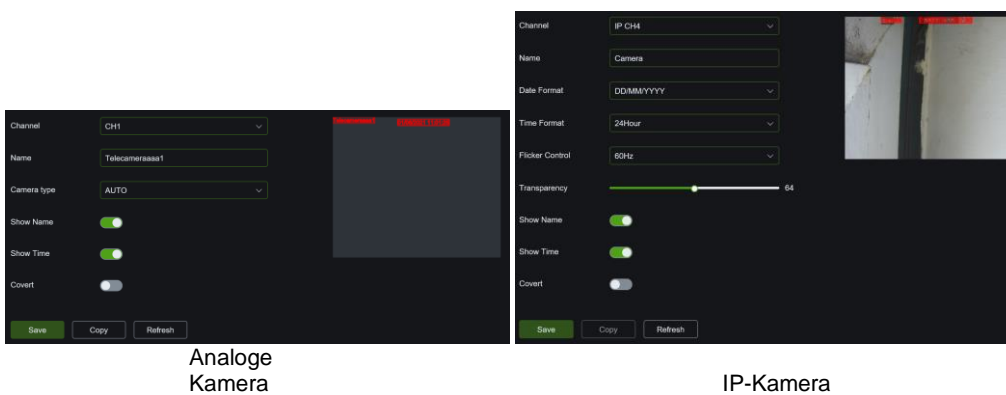 Channel CH1
Name Telecameraaaa1
Camera type AUTO
Show Name
Show Time
Covert
Save Copy Refresh
Analoge
Kamera
Channel IP CH4
Name Camera
Date Format DD/MM/YYYY
Time Format 24Hour
Flicker Control 60Hz
Transparency 64
Show Name
Show Time
Covert
Save Copy Refresh
IP-Kamera